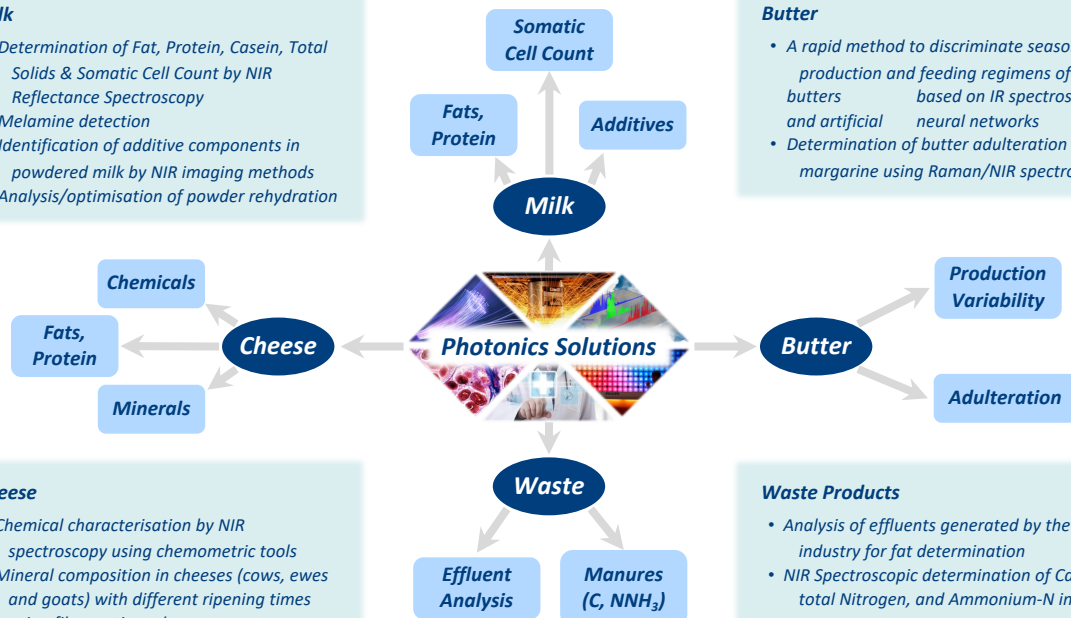 lk
Determination of Fat, Protein, Casein, Total
Solids & Somatic Cell Count by NIR
Reflectance Spectroscopy
Melamine detection
Identification of additive components in
powdered milk by NIR imaging methods
Analysis/optimisation of powder rehydration
Somatic
Cell Count
Fats,
Protein
Additives
Milk
Butter
• A rapid method to discriminate
production and feeding regimens of
butters based on IR
and artificial neural networks
• Determination of butter adulteration
margarine using Raman/NIR
Chemicals
Fats,
Protein
Minerals
Cheese
Photonics Solutions
Butter
Production
Variability
Adulteration
Waste
Effluent
Analysis
Manures
(C, NNH₃)
eese
Chemical characterisation by NIR
spectroscopy using chemometric tools
Mineral composition in cheeses (cows, ewes
and goats) with different ripening times
Waste Products
• Analysis of effluents generated by the
industry for fat determination
• NIR Spectroscopic determination of
total Nitrogen, and Ammonium-N in